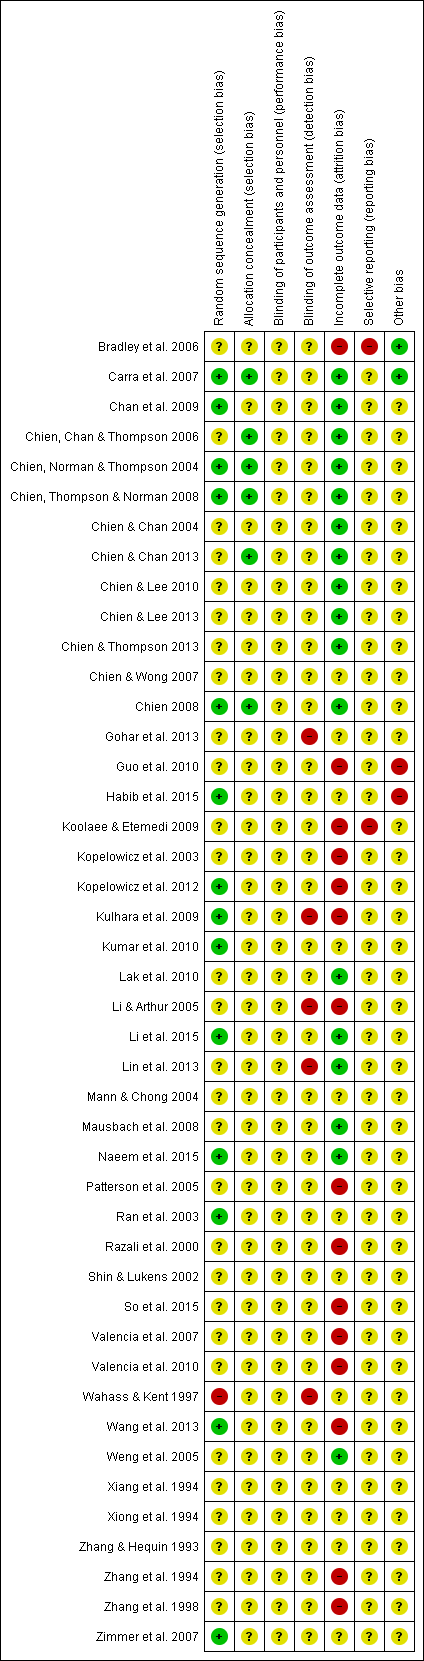 Random sequence generation (selection bias)
Allocation concealment (selection bias)
Blinding of participants and personnel (performance bias)
Blinding of outcome assessment (detection bias)
Incomplete outcome data (attrition bias)
Selective reporting (reporting bias)
Other bias
Bradley et al. 2006 ? ? ? ? - - +
Carra et al. 2007 + + ? ? + ? +
Chan et al. 2009 + ? ? ? + ? ?
Chien, Chan & Thompson 2006 ? + ? ? + ? ?
Chien, Norman & Thompson 2004 + + ? ? + ? ?
Chien, Thompson & Norman 2008 + + ? ? + ? ?
Chien & Chan 2004 ? ? ? ? + ? ?
Chien & Chan 2013 ? + ? ? + ? ?
Chien & Lee 2010 ? ? ? ? + ? ?
Chien & Lee 2013 ? ? ? ? + ? ?
Chien & Thompson 2013 ? ? ? ? + ? ?
Chien & Wong 2007 ? ? ? ? ? ? ?
Chien 2008 + + ? ? + ? ?
Gohar et al. 2013 ? ? ? - ? ? ?
Guo et al. 2010 ? ? ? ? - ? -
Habib et al. 2015 + ? ? ? ? ? -
Koolaee & Etemedi 2009 ? ? ? ? - - ?
Kopelowicz et al. 2003 ? ? ? ? - ? ?
Kopelowicz et al. 2012 + ? ? ? - ? ?
Kulhara et al. 2009 + ? ? - - ? ?
Kumar et al. 2010 + ? ? ? ? ? ?
Lak et al. 2010 ? ? ? ? + ? ?
Li & Arthur 2005 ? ? ? - - ? ?
Li et al. 2015 + ? ? ? + ? ?
Lin et al. 2013 ? ? ? - + ? ?
Mann & Chong 2004 ? ? ? ? ? ? ?
Mausbach et al. 2008 ? ? ? ? + ? ?
Naeem et al. 2015 + ? ? ? + ? ?
Patterson et al. 2005 ? ? ? ? - ? ?
Ran et al. 2003 + ? ? ? ? ? ?
Razali et al. 2000 ? ? ? ? - ? ?
Shin & Lukens 2002 ? ? ? ? ? ? ?
So et al. 2015 ? ? ? ? - ? ?
Valencia et al. 2007 ? ? ? ? - ? ?
Valencia et al. 2010 ? ? ? ? - ? ?
Wahass & Kent 1997 - ? ? - ? ? ?
Wang et al. 2013 + ? ? ? - ? ?
Weng et al. 2005 ? ? ? ? + ? ?
Xiang et al. 1994 ? ? ? ? ? ? ?
Xiong et al. 1994 ? ? ? ? ? ? ?
Zhang & Hequin 1993 ? ? ? ? ? ? ?
Zhang et al. 1994 ? ? ? ? - ? ?
Zhang et al. 1998 ? ? ? ? - ? ?
Zimmer et al. 2007 + ? ? ? ? ? ?